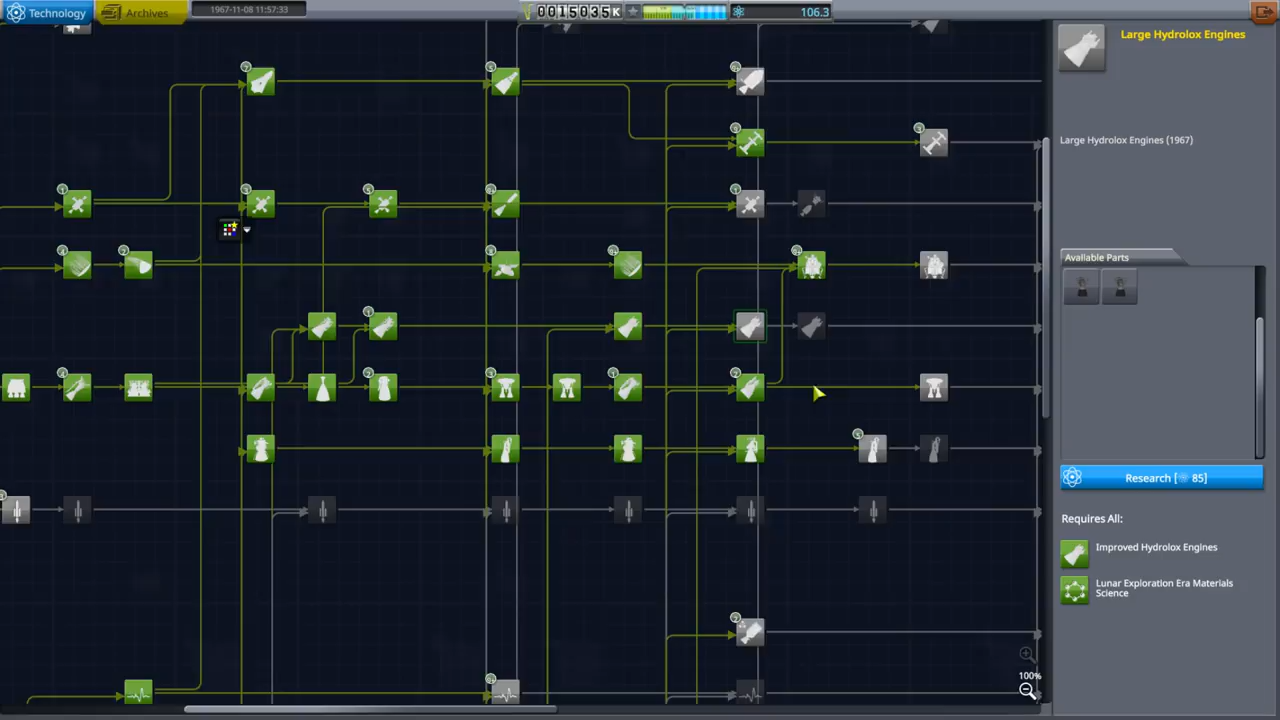 Technology
Archives
1967-11-08 11:57:33
0015035K
106.3
Large Hydrolox Engines
Large Hydrolox Engines (1967)
Available Parts
Research [ 85]
Requires All:
Improved Hydrolox Engines
Lunar Exploration Era Materials
Science
100%